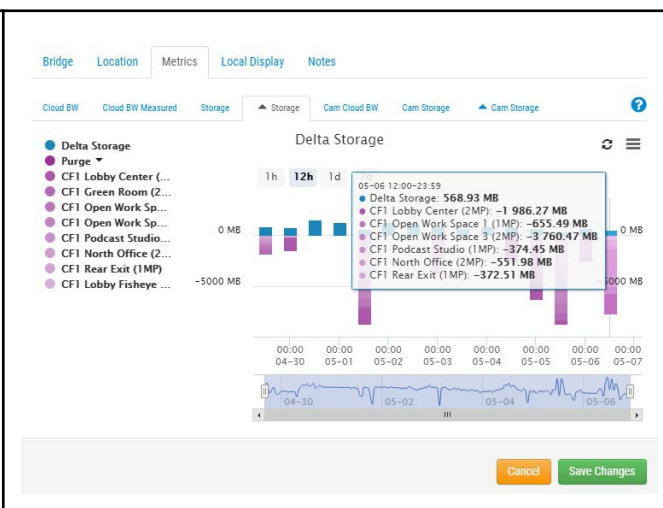 Bridge Location Metrics Local Display Notes
Cloud BW Cloud BW Measured Storage Storage Cam Cloud BW Cam Storage Cam Storage ?
Delta Storage
Delta Storage
Purge
CF1 Lobby Center (...
CF1 Green Room (2...
CF1 Open Work Sp...
CF1 Open Work Sp...
CF1 Podcast Studio...
CF1 North Office (2...
CF1 Rear Exit (1MP)
CF1 Lobby Fisheye ...
1h 12h 1d
05-06 12:00-23:59
Delta Storage: 568.93 MB
CF1 Lobby Center (2MP): -1 986.27 MB
CF1 Open Work Space 1 (1MP): -655.49 MB
CF1 Open Work Space 3 (2MP): -3 760.47 MB
CF1 Podcast Studio (1MP): -374.45 MB
CF1 North Office (2MP): -551.98 MB
CF1 Rear Exit (1MP): -372.51 MB
0 MB 0 MB
-5000 MB -5000 MB
00:00 00:00 00:00 00:00 00:00 00:00 00:00 00:00
04-30 05-01 05-02 05-03 05-04 05-05 05-06 05-07
04-30 05-02 05-04 05-06
Cancel Save Changes